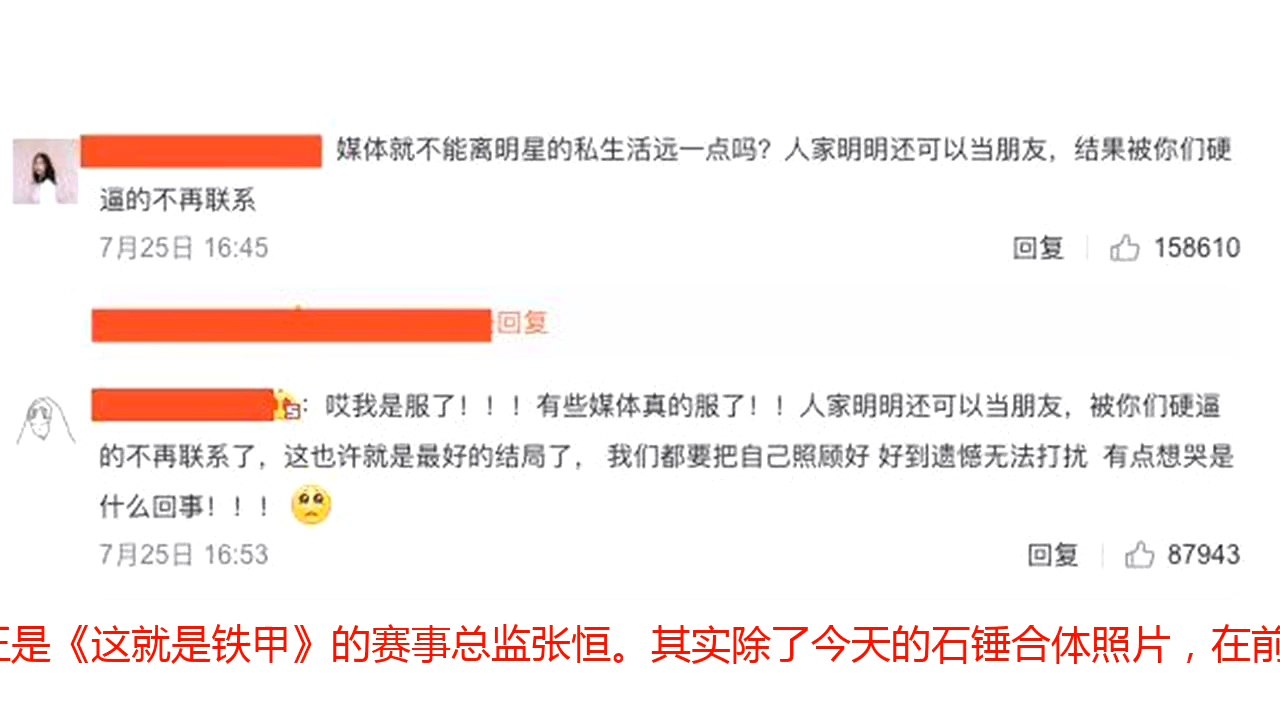 媒体就不能离明星的私生活远一点吗？人家明明还可以当朋友，结果被你们硬
逼的不再联系
7月25日 16:45
回复 158610
回复
：哎我是服了！！！有些媒体真的服了！！人家明明还可以当朋友，被你们硬逼
的不再联系了，这也许就是最好的结局了， 我们都要把自己照顾好 好到遗憾无法打扰 有点想哭是
什么回事！！！
7月25日 16:53
回复 87943
正是《这就是铁甲》的赛事总监张恒。其实除了今天的石锤合体照片，在前